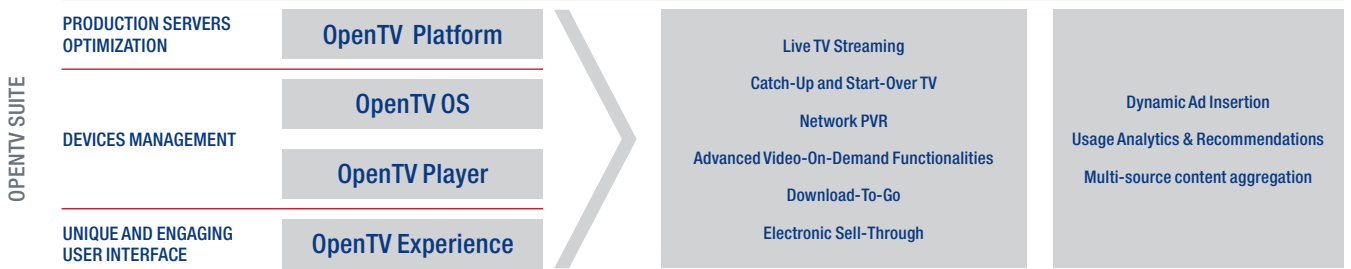 OPENTV SUITE
PRODUCTION SERVERS
OPTIMIZATION
OpenTV Platform
DEVICES MANAGEMENT
OpenTV OS
OpenTV Player
UNIQUE AND ENGAGING
USER INTERFACE
OpenTV Experience
Live TV Streaming
Catch-Up and Start-Over TV
Network PVR
Advanced Video-On-Demand Functionalities
Download-To-Go
Electronic Sell-Through
Dynamic Ad Insertion
Usage Analytics & Recommendations
Multi-source content aggregation